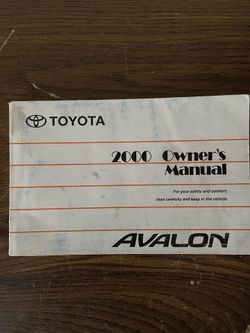 TOYOTA
2000 Owner's
Manual
For your safety and comfort,
read carefully and keep in the vehicle.
AVALON